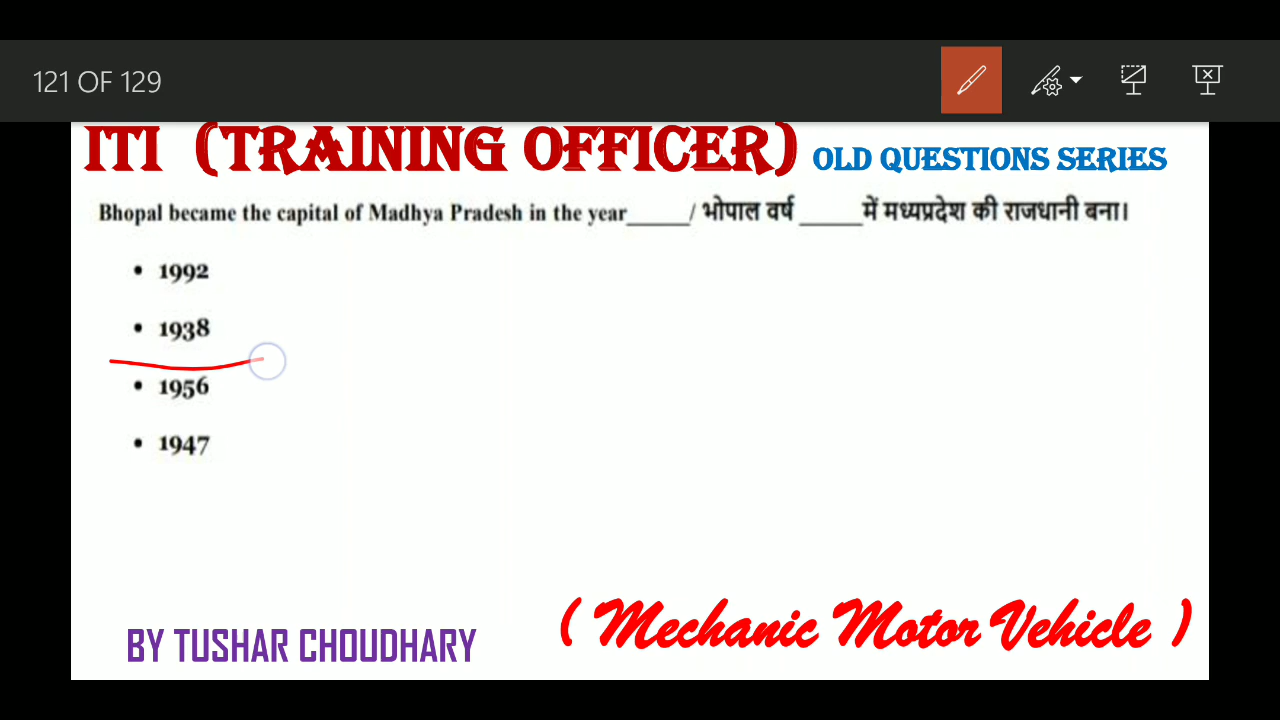 121 OF 129
ITI (TRAINING OFFICER) OLD QUESTIONS SERIES
Bhopal became the capital of Madhya Pradesh in the year_____/ भोपाल वर्ष _____में मध्यप्रदेश की राजधानी बना।
• 1992
• 1938
• 1956
• 1947
BY TUSHAR CHOUDHARY
( Mechanic Motor Vehicle )